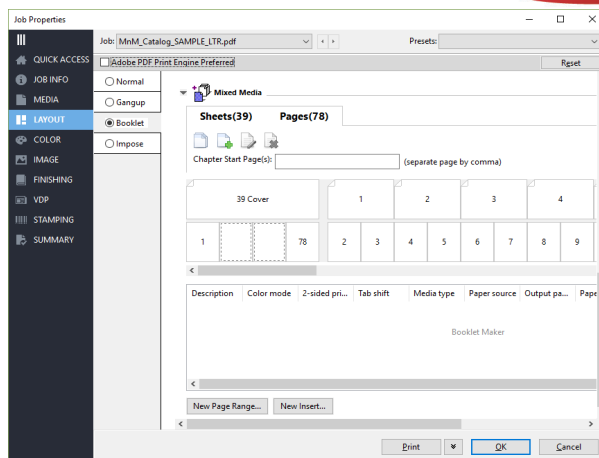 Job Properties
Job: MnM_Catalog_SAMPLE_LTR.pdf Presets:
Adobe PDF Print Engine Preferred Reset
QUICK ACCESS
JOB INFO
MEDIA
LAYOUT
COLOR
IMAGE
FINISHING
VDP
STAMPING
SUMMARY
Normal
Gangup
Booklet
Impose
Mixed Media
Sheets(39) Pages(78)
Chapter Start Page(s): (separate page by comma)
39 Cover 1 2 3 4
1 78 2 3 4 5 6 7 8 9
Description Color mode 2-sided pri... Tab shift Media type Paper source Output pa... Pape
Booklet Maker
New Page Range... New Insert...
Print OK Cancel